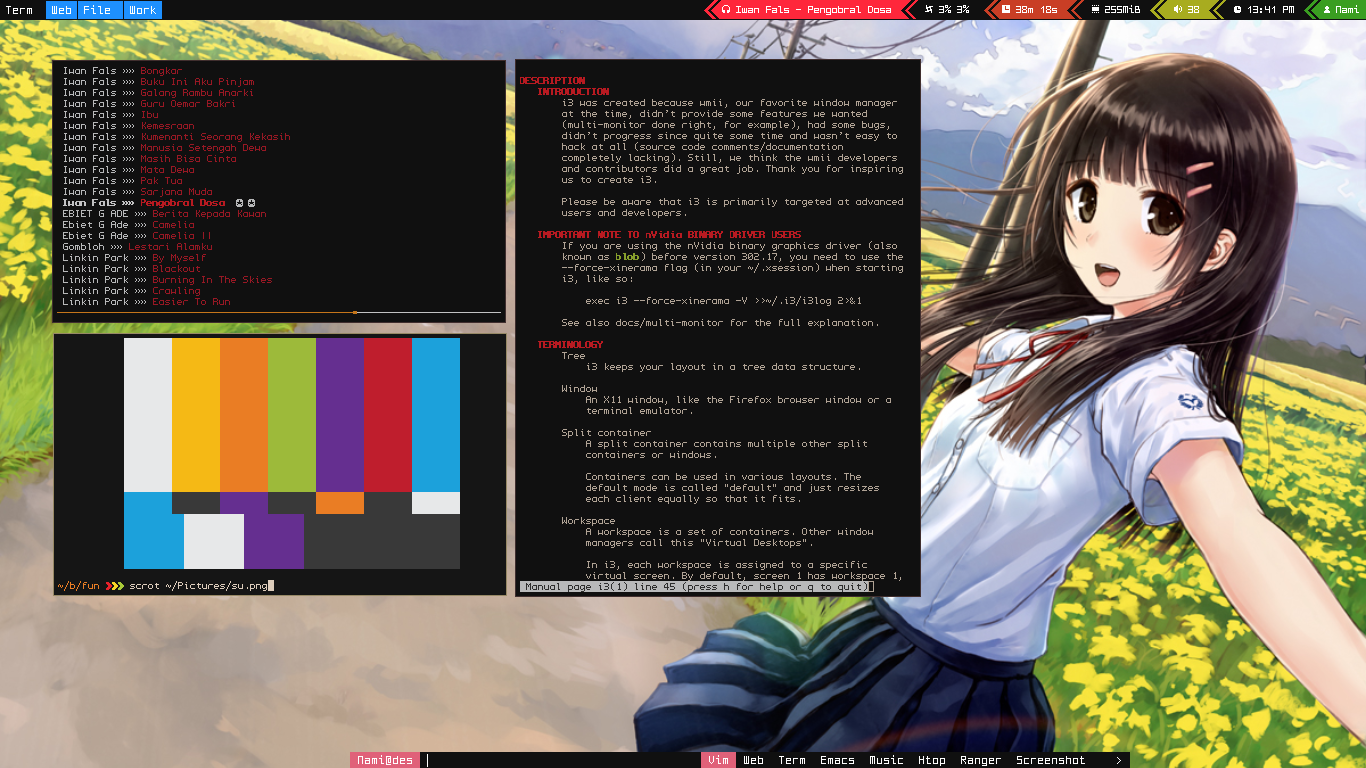 Term Web File Work
Iwan Fals - Pengobral Dosa 3% 3% 38m 18s 255MiB 38 13:41 PM Nami
Iwan Fals »»» Bongkar
Iwan Fals »»» Buku Ini Aku Pinjam
Iwan Fals »»» Galang Rambu Anarki
Iwan Fals »»» Guru Oemar Bakri
Iwan Fals »»» Ibu
Iwan Fals »»» Kemesraan
Iwan Fals »»» Kumenanti Seorang Kekasih
Iwan Fals »»» Manusia Setengah Dewa
Iwan Fals »»» Masih Bisa Cinta
Iwan Fals »»» Mata Dewa
Iwan Fals »»» Pak Tua
Iwan Fals »»» Sarjana Muda
Iwan Fals »»» Pengobral Dosa
EBIET G ADE »»» Berita Kepada Kawan
Ebiet G Ade »»» Camelia
Ebiet G Ade »»» Camelia !!
Gombloh »»» Lestari Alamku
Linkin Park »»» By Myself
Linkin Park »»» Blackout
Linkin Park »»» Burning In The Skies
Linkin Park »»» Crawling
Linkin Park »»» Easier To Run
~/b/fun scrot ~/Pictures/su.png
DESCRIPTION
INTRODUCTION
i3 was created because wmii, our favorite window manager
at the time, didn't provide some features we wanted
(multi-monitor done right, for example), had some bugs,
didn't progress since quite some time and wasn't easy to
hack at all (source code comments/documentation
completely lacking). Still, we think the wmii developers
and contributors did a great job. Thank you for inspiring
us to create i3.
Please be aware that i3 is primarily targeted at advanced
users and developers.
IMPORTANT NOTE TO nVidia BINARY DRIVER USERS
If you are using the nVidia binary graphics driver (also
known as blob) before version 302.17, you need to use the
--force-xinerama flag (in your ~/.xsession) when starting
i3, like so:
exec i3 --force-xinerama -V >>~/.i3/i3log 2>&1
See also docs/multi-monitor for the full explanation.
TERMINOLOGY
Tree
i3 keeps your layout in a tree data structure.
Window
An X11 window, like the Firefox browser window or a
terminal emulator.
Split container
A split container contains multiple other split
containers or windows.
Containers can be used in various layouts. The
default mode is called "default" and just resizes
each client equally so that it fits.
Workspace
A workspace is a set of containers. Other window
managers call this "Virtual Desktops".
In i3, each workspace is assigned to a specific
virtual screen. By default, screen 1 has workspace 1,
Manual page i3(1) line 45 (press h for help or q to quit)
Nami@des Vim Web Term Emacs Music Htop Ranger Screenshot >